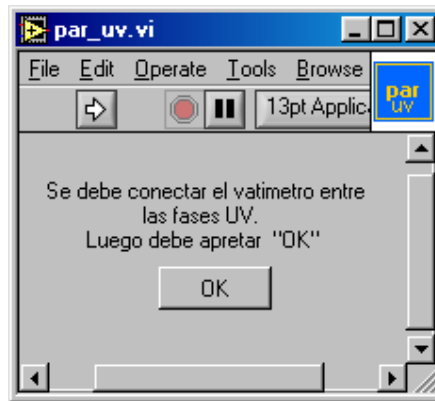 par_uv.vi
File Edit Operate Tools Browse
13pt Applic
par
uv
Se debe conectar el vatimetro entre
las fases UV.
Luego debe apretar "OK"
OK